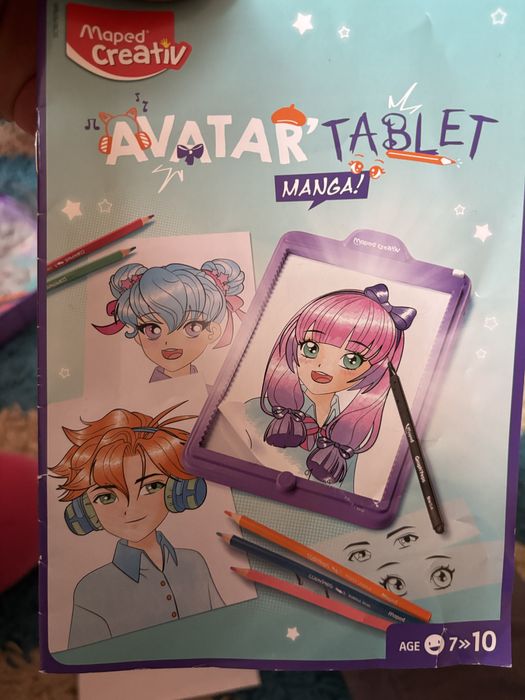 Maped
Creativ
AVATAR' TABLET
MANGA!
Maped Creativ
AGE 7»10